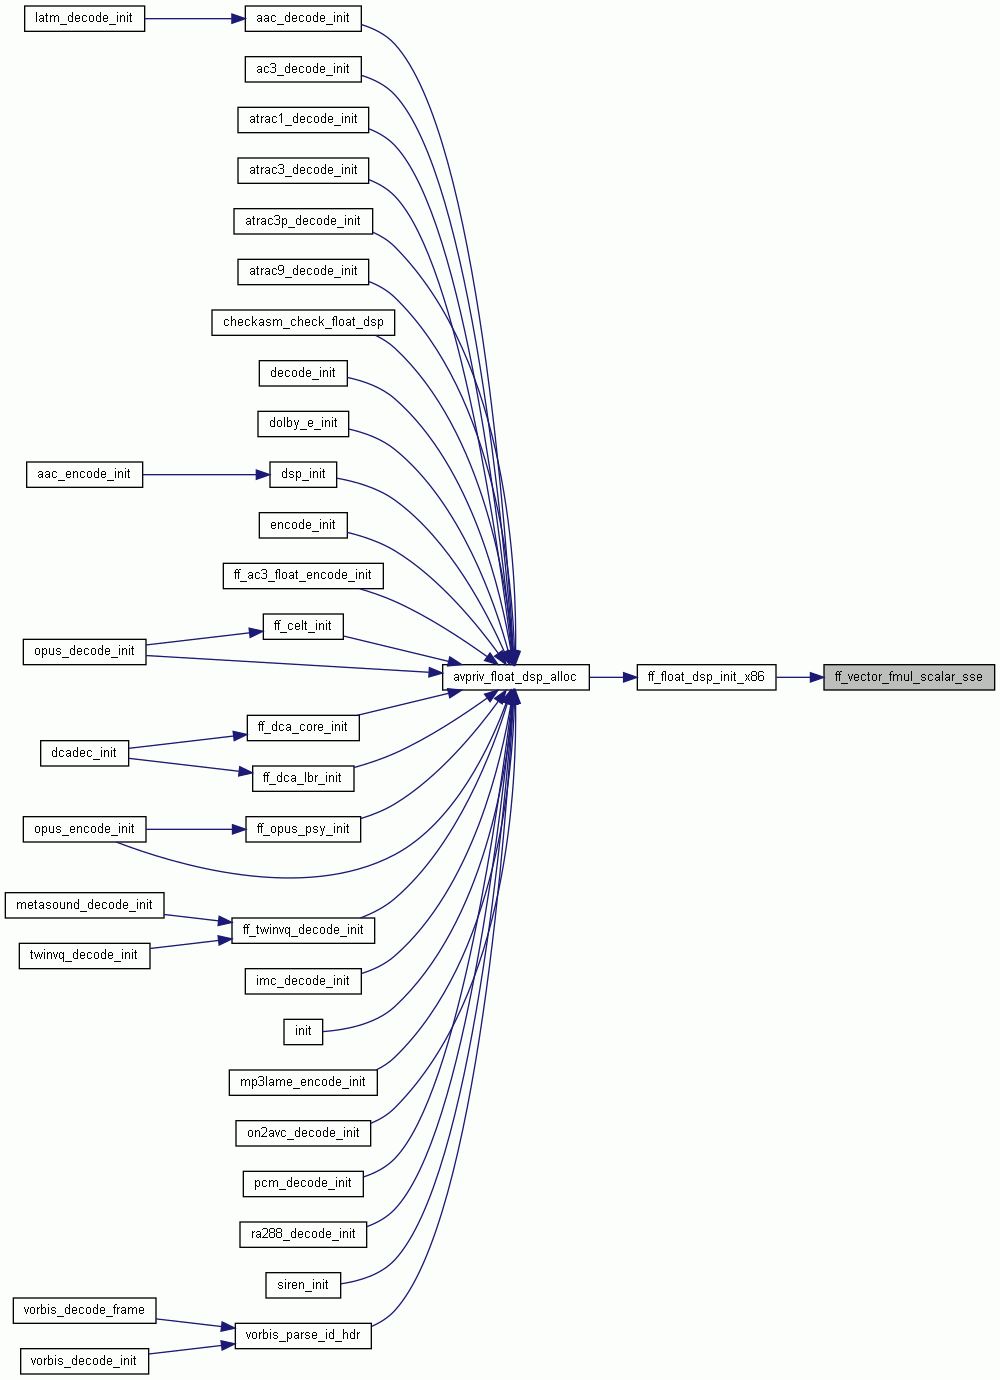 latm_decode_init
aac_decode_init
ac3_decode_init
atrac1_decode_init
atrac3_decode_init
atrac3p_decode_init
atrac9_decode_init
checkasm_check_float_dsp
decode_init
dolby_e_init
aac_encode_init
dsp_init
encode_init
ff_ac3_float_encode_init
ff_celt_init
opus_decode_init
avpriv_float_dsp_alloc
ff_float_dsp_init_x86
ff_vector_fmul_scalar_sse
ff_dca_core_init
dcadec_init
ff_dca_lbr_init
opus_encode_init
ff_opus_psy_init
metasound_decode_init
ff_twinvq_decode_init
twinvq_decode_init
imc_decode_init
init
mp3lame_encode_init
on2avc_decode_init
pcm_decode_init
ra288_decode_init
siren_init
vorbis_decode_frame
vorbis_parse_id_hdr
vorbis_decode_init